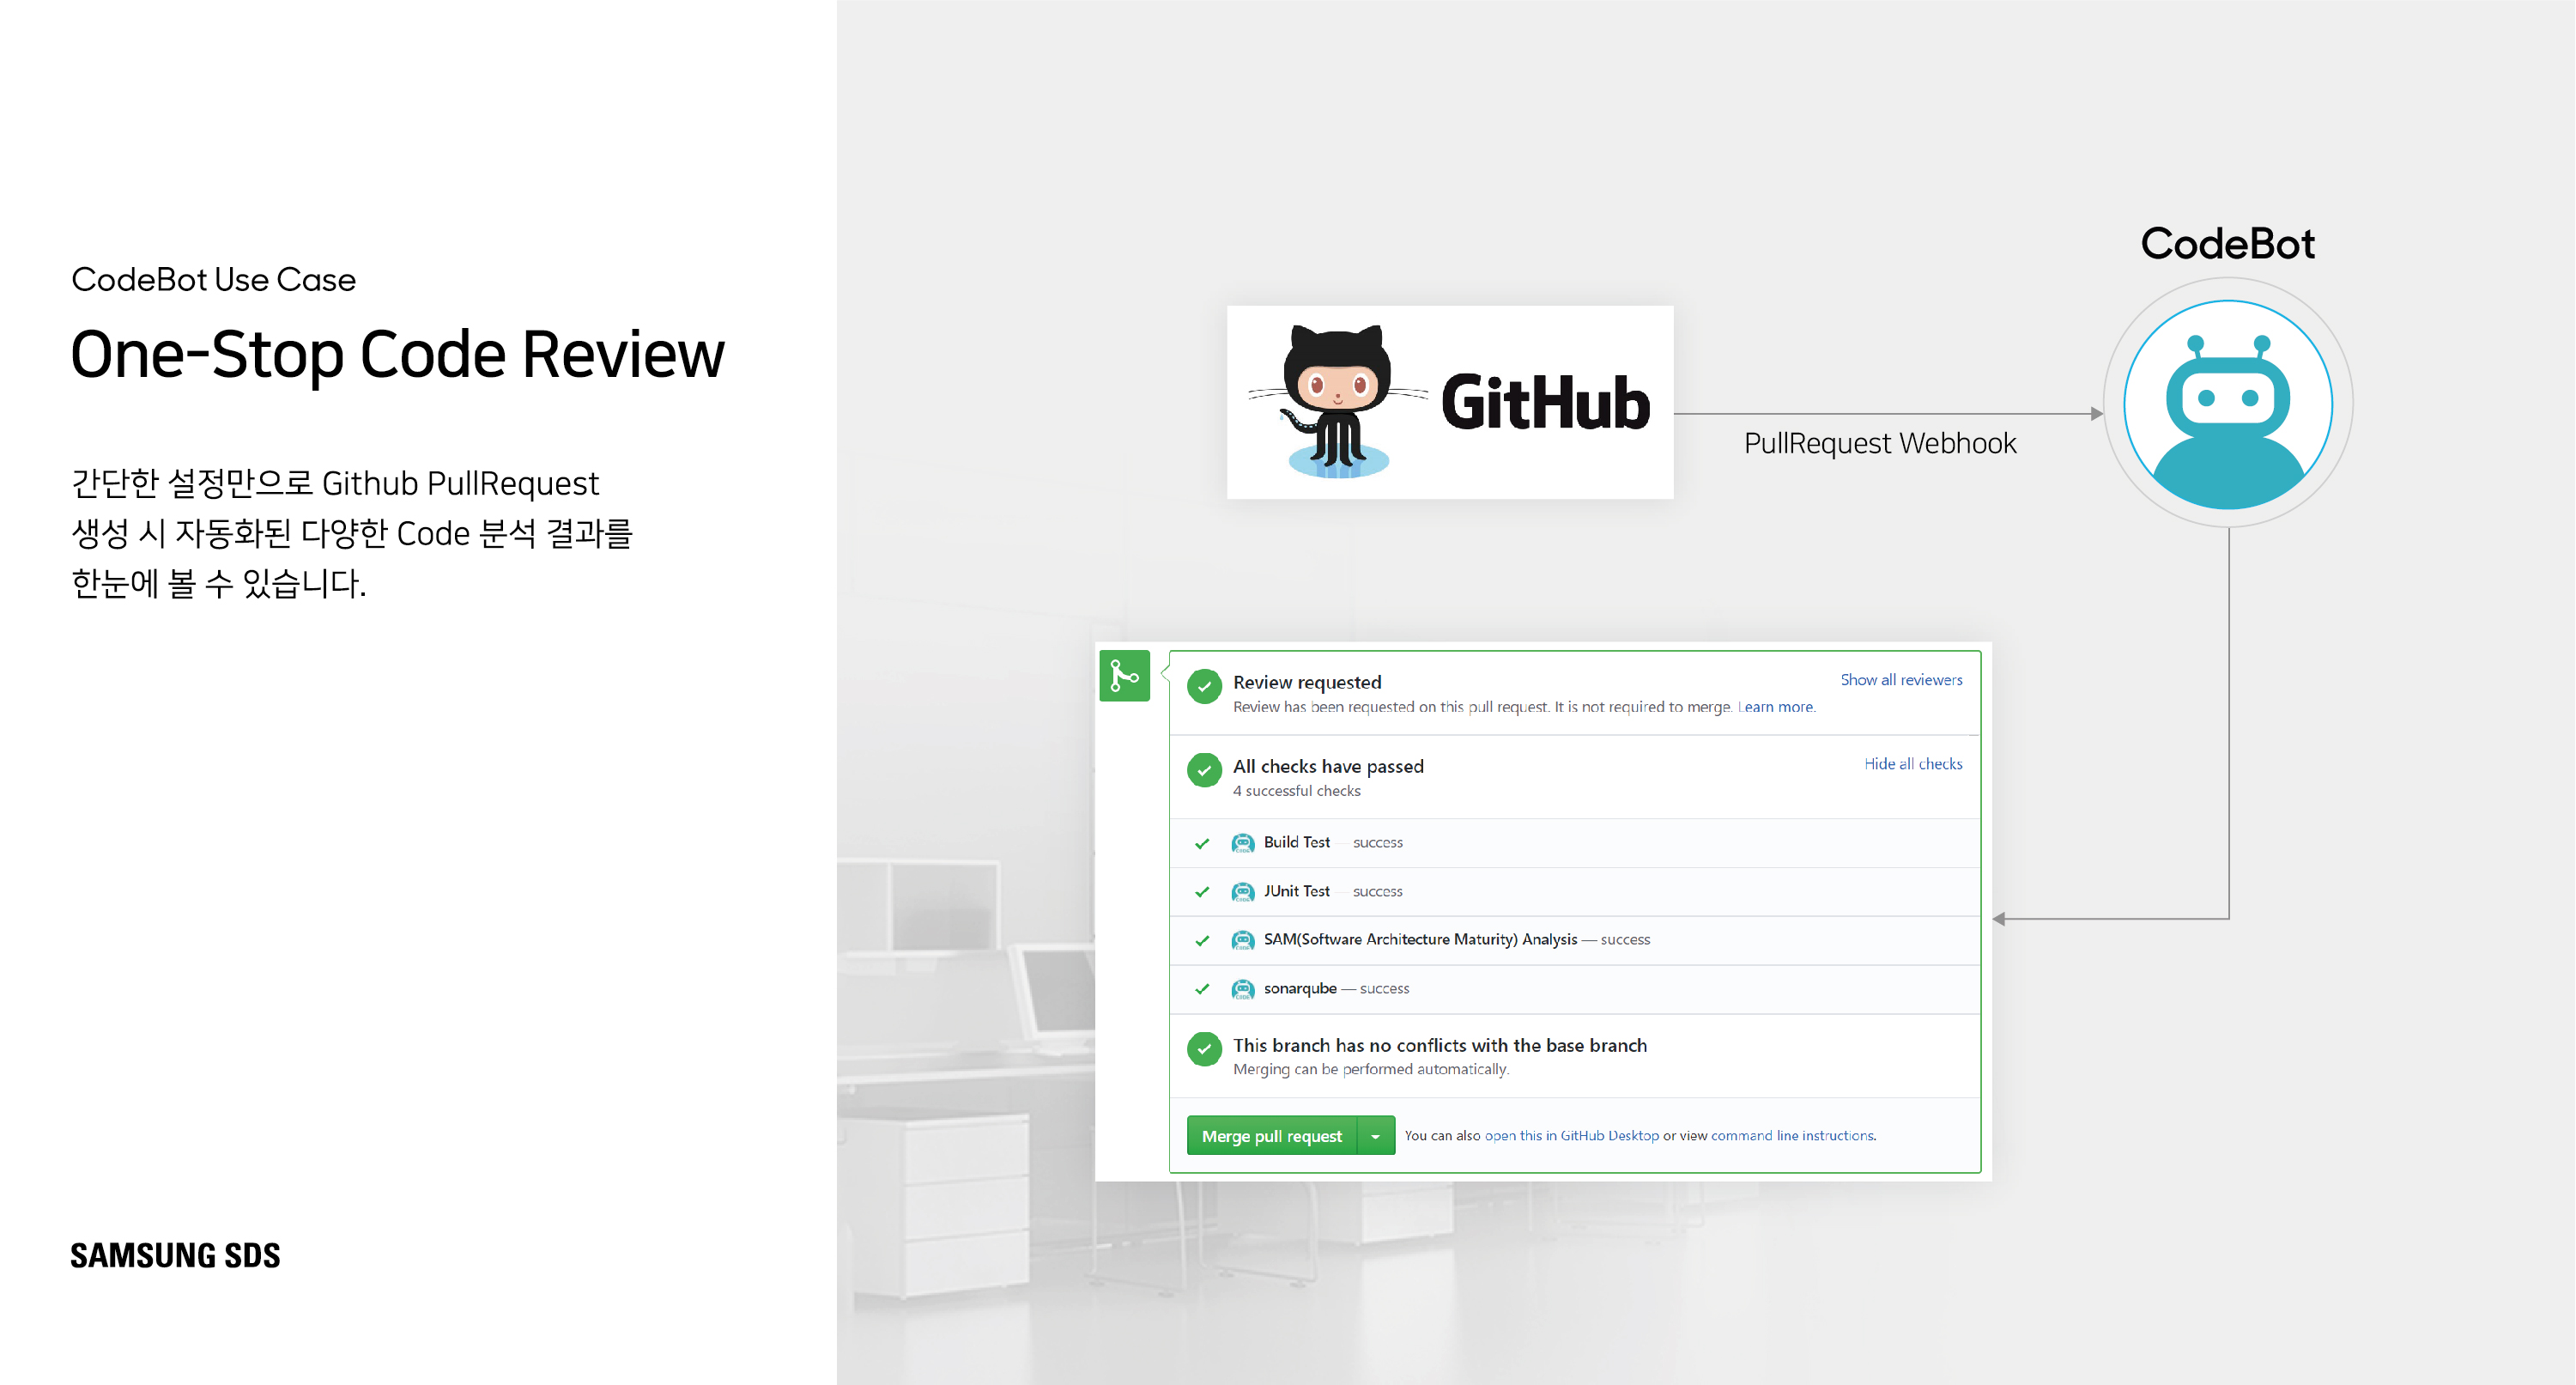 CodeBot Use Case
One-Stop Code Review
간단한 설정만으로 Github PullRequest
생성 시 자동화된 다양한 Code 분석 결과를
한눈에 볼 수 있습니다.
SAMSUNG SDS
CodeBot
GitHub
PullRequest Webhook
Review requested
Show all reviewers
Review has been requested on this pull request. It is not required to merge. Learn more.
All checks have passed
Hide all checks
4 successful checks
Build Test — success
JUnit Test — success
SAM(Software Architecture Maturity) Analysis — success
sonarqube — success
This branch has no conflicts with the base branch
Merging can be performed automatically.
Merge pull request
You can also open this in GitHub Desktop or view command line instructions.